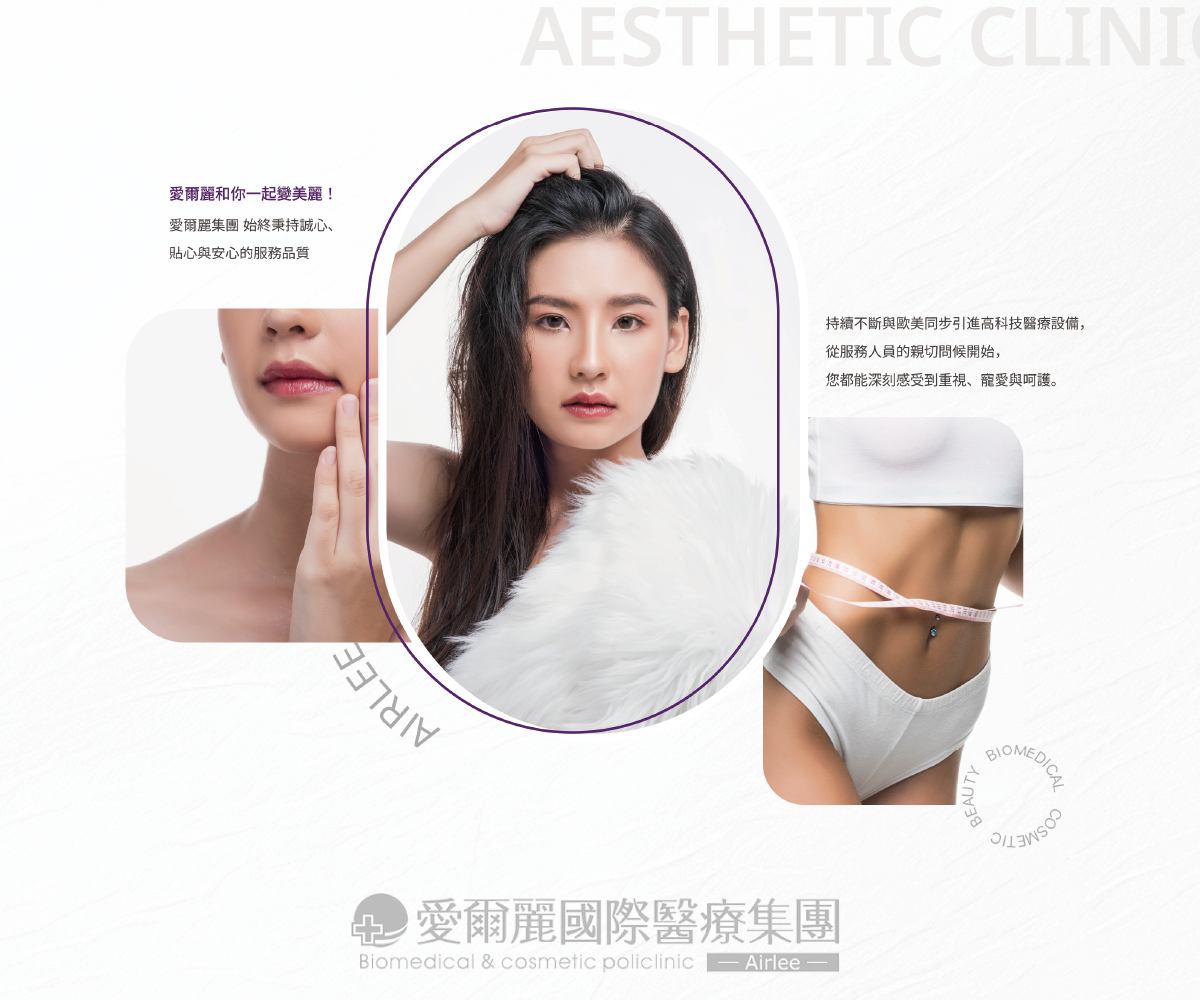 AESTHETIC CLINIC
愛爾麗和你一起變美麗！
愛爾麗集團 始終秉持誠心、
貼心與安心的服務品質
持續不斷與歐美同步引進高科技醫療設備，
從服務人員的親切問候開始，
您都能深刻感受到重視、寵愛與呵護。
AIRLEE
BEAUTY BIOMEDICAL COSMETIC
愛爾麗國際醫療集團
Biomedical & cosmetic policlinic — Airlee —